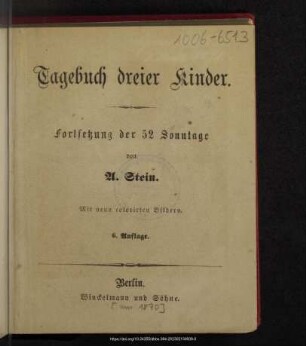 1006-6513
Tagebuch dreier Kinder.
Fortsetzung der 52 Sonntage
von
A. Stein.
Mit neun colorirten Bildern.
6. Auflage.
Berlin.
Winckelmann und Söhne.